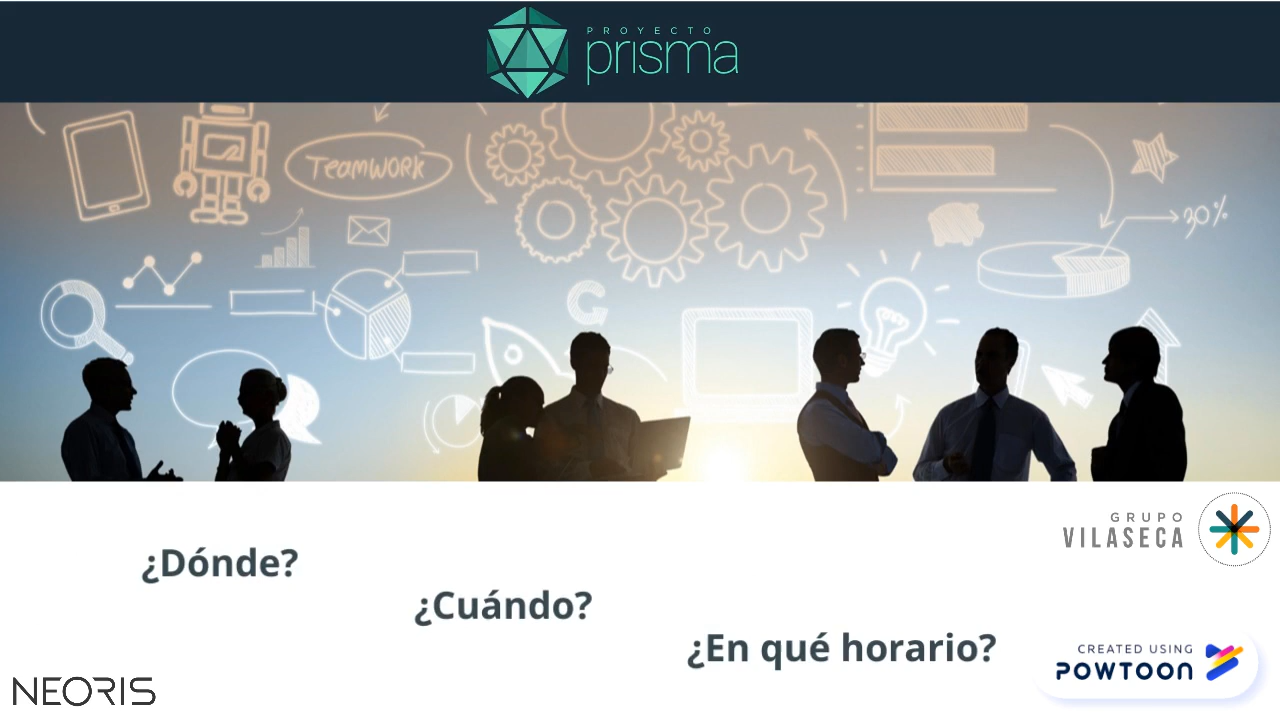 PROYECTO
prisma
TEAMWORK
30%
GRUPO
VILASECA
¿Dónde?
¿Cuándo?
¿En qué horario?
CREATED USING
POWTOON
NEORIS